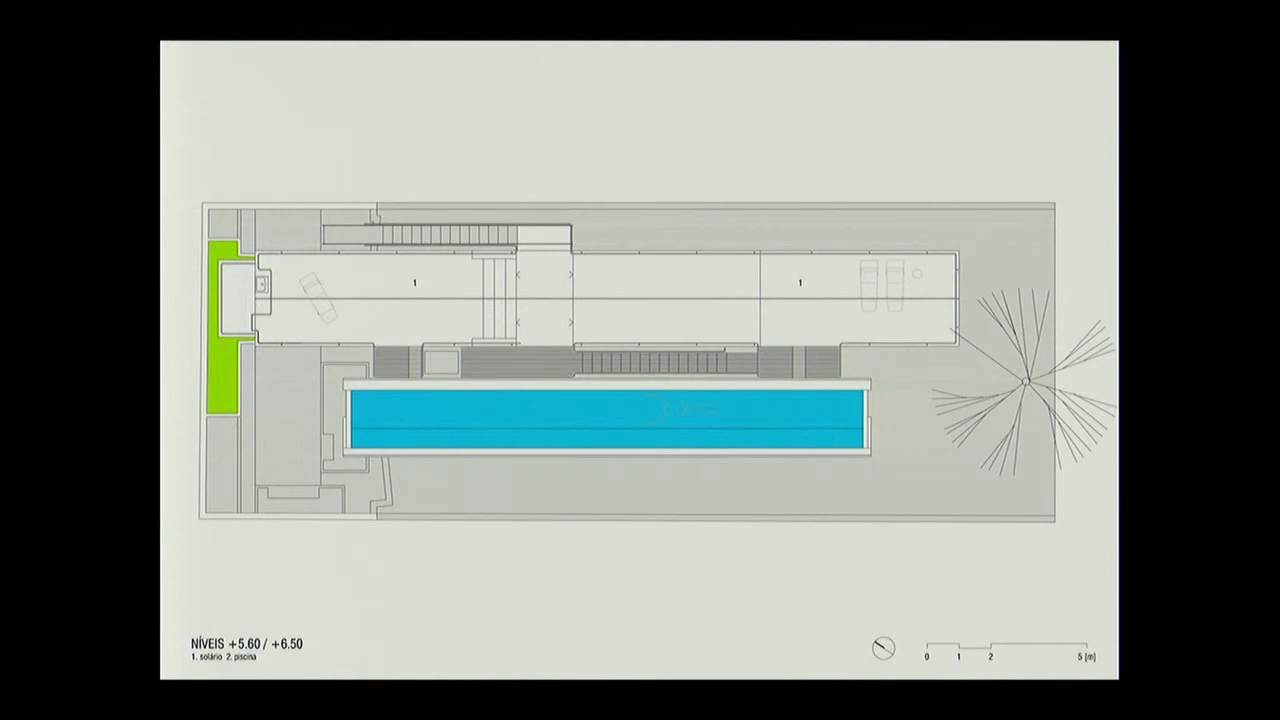 1
1
NÍVEIS +5.60 / +6.50
1. solário 2. piscina
0 1 2 5 [m]